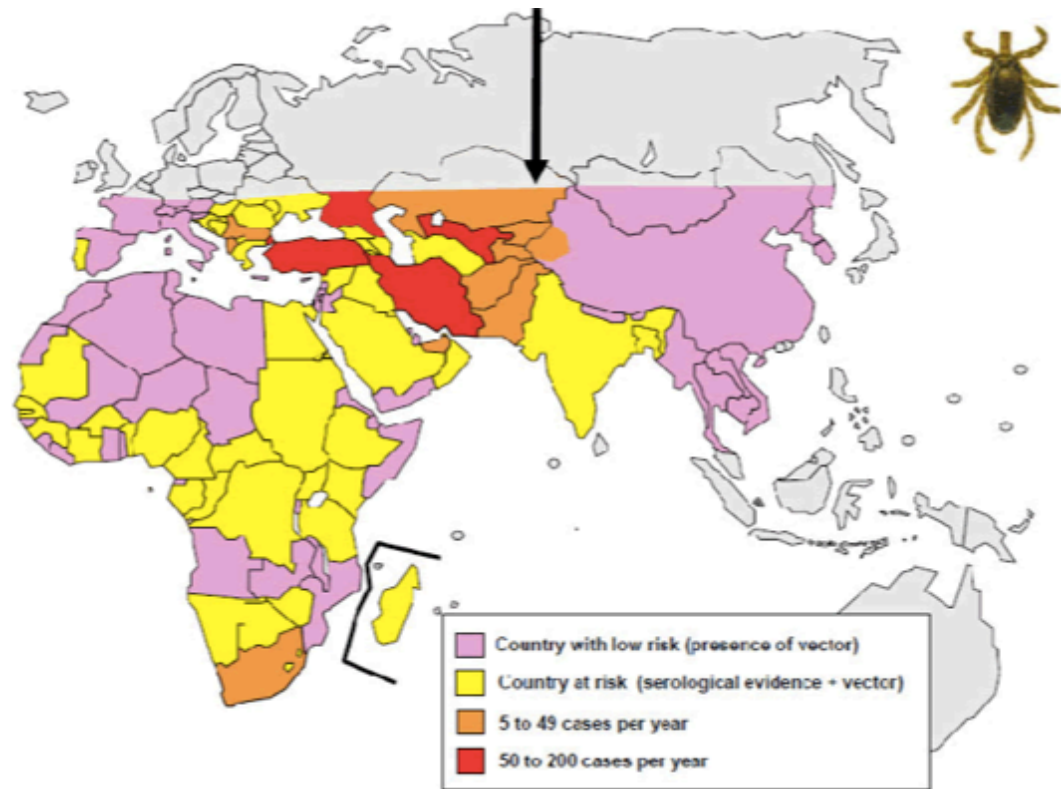 Country with low risk (presence of vector)
Country at risk (serological evidence + vector)
5 to 49 cases per year
50 to 200 cases per year